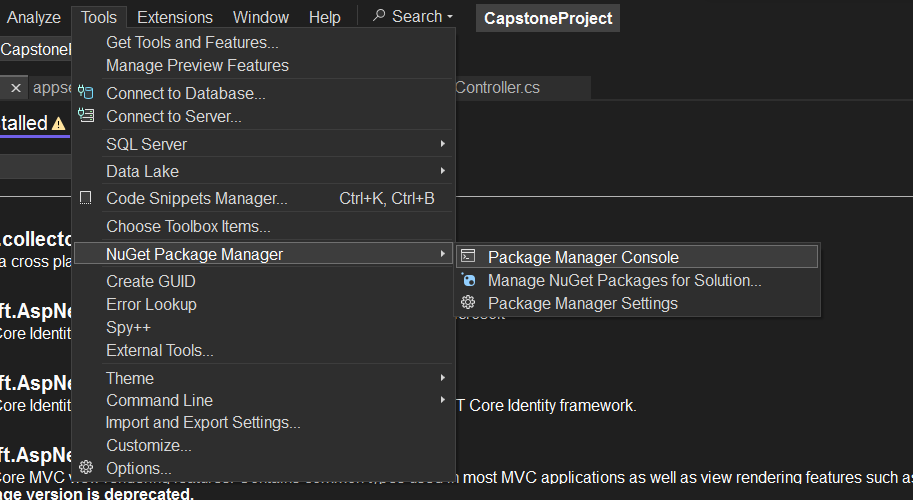 Analyze Tools Extensions Window Help Search CapstoneProject
Get Tools and Features...
Manage Preview Features
Connect to Database...
Connect to Server...
SQL Server
Data Lake
Code Snippets Manager... Ctrl+K, Ctrl+B
Choose Toolbox Items...
NuGet Package Manager
Create GUID
Error Lookup
Spy++
External Tools...
Theme
Command Line
Import and Export Settings...
Customize...
Options...
Package Manager Console
Manage NuGet Packages for Solution...
Package Manager Settings
Controller.cs
talled
.collecto
a cross pla
ft.AspNe
Core Identit
ft.AspNe
Core Identit T Core Identity framework.
ft.AspNe
Core MVC most MVC applications as well as view rendering features such as
age version is deprecated.